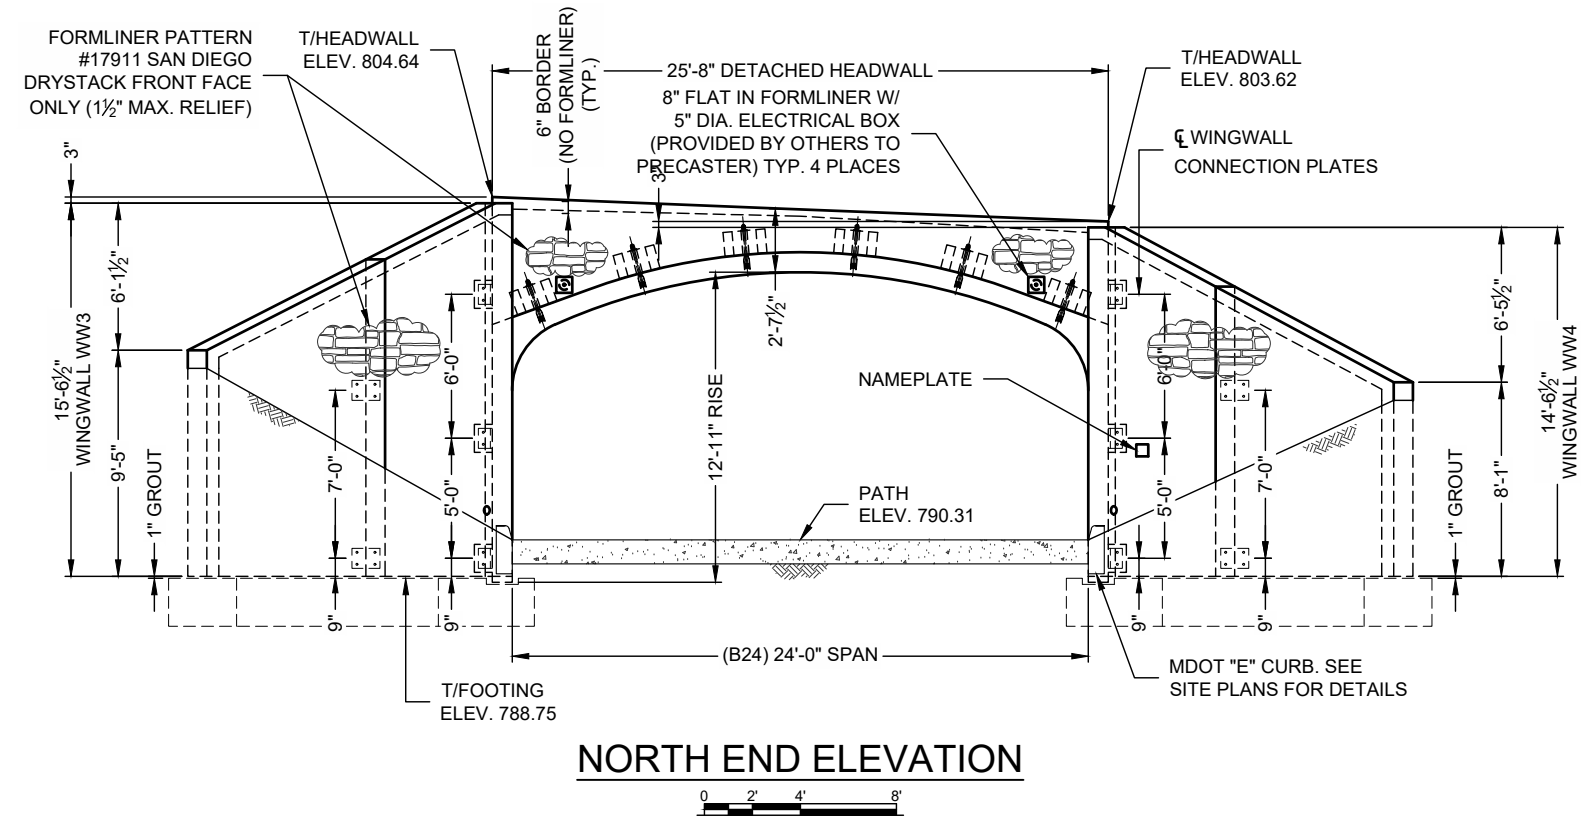 FORMLINER PATTERN
#17911 SAN DIEGO
DRYSTACK FRONT FACE
ONLY (1½" MAX. RELIEF)
T/HEADWALL
ELEV. 804.64
6" BORDER
(NO FORMLINER)
(TYP.)
25'-8" DETACHED HEADWALL
8" FLAT IN FORMLINER W/
5" DIA. ELECTRICAL BOX
(PROVIDED BY OTHERS TO
PRECASTER) TYP. 4 PLACES
T/HEADWALL
ELEV. 803.62
℄ WINGWALL
CONNECTION PLATES
3"
3"
15'-6½"
WINGWALL WW3
6'-1½"
9'-5"
1" GROUT
7'-0"
6'-0"
5'-0"
9"
9"
12'-11" RISE
2'-7½"
NAMEPLATE
PATH
ELEV. 790.31
6'-0"
5'-0"
7'-0"
9"
9"
1" GROUT
6'-5½"
8'-1"
14'-6½"
WINGWALL WW4
(B24) 24'-0" SPAN
T/FOOTING
ELEV. 788.75
MDOT "E" CURB. SEE
SITE PLANS FOR DETAILS
NORTH END ELEVATION
0 2' 4' 8'